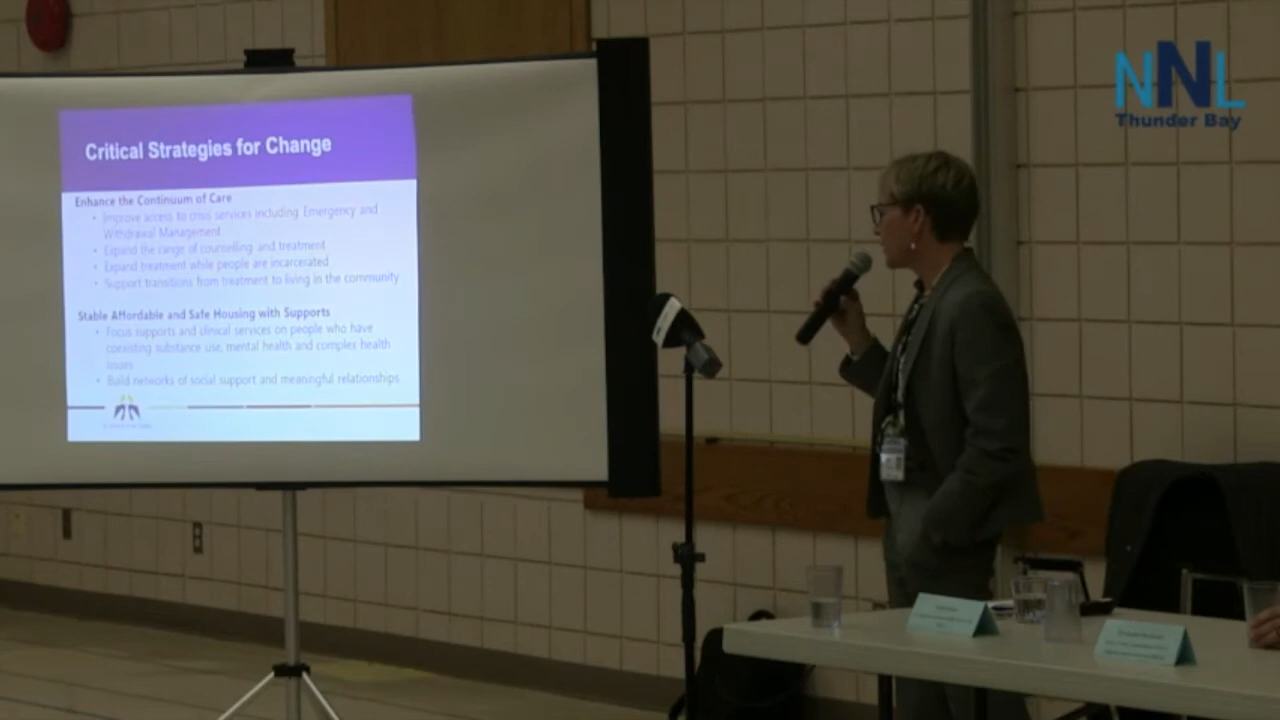 Critical Strategies for Change
Enhance the Continuum of Care
• Improve access to crisis services including Emergency and
Withdrawal Management
• Expand the range of counselling and treatment
• Expand treatment while people are incarcerated
• Support transitions from treatment to living in the community
Stable Affordable and Safe Housing with Supports
• Focus supports and clinical services on people who have
coexisting substance use, mental health and complex health
issues
• Build networks of social support and meaningful relationships
NNL
Thunder Bay